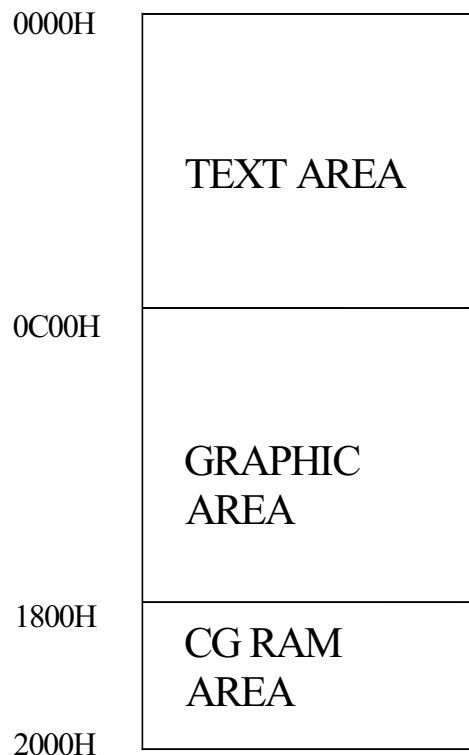 0000H
TEXT AREA
0C00H
GRAPHIC
AREA
1800H
CG RAM
AREA
2000H